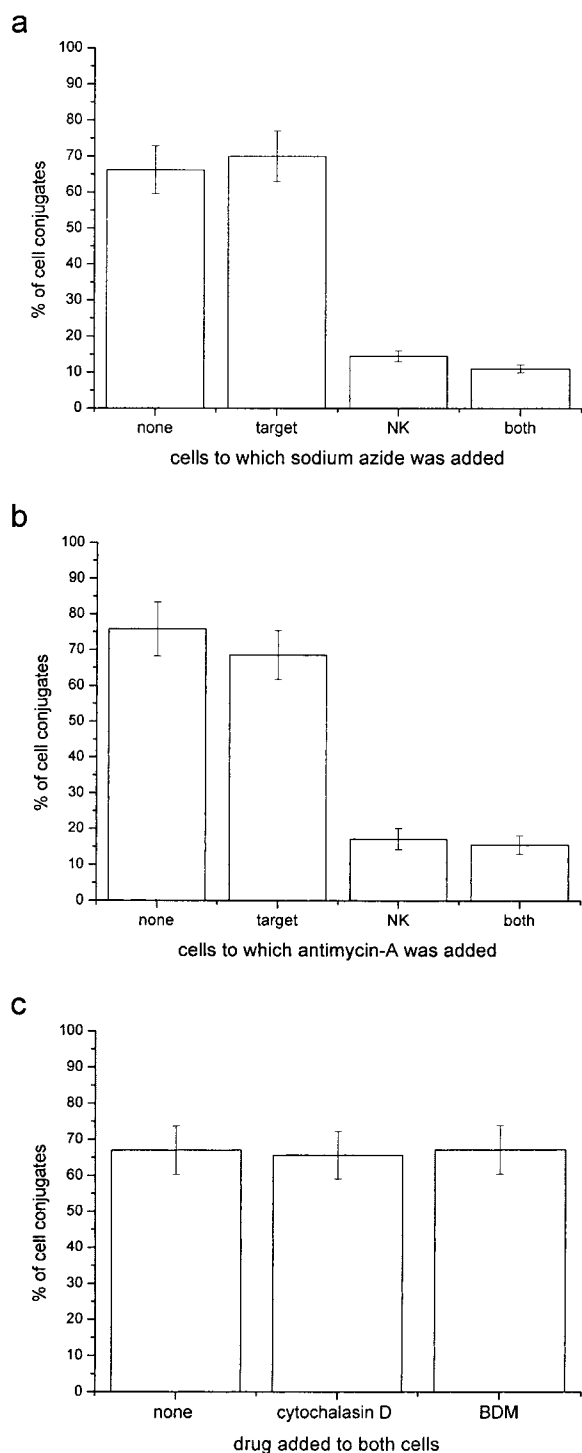 a
100
90
80
70
60
50
40
30
20
10
0
% of cell conjugates
none target NK both
cells to which sodium azide was added
b
100
90
80
70
60
50
40
30
20
10
0
% of cell conjugates
none target NK both
cells to which antimycin-A was added
c
100
90
80
70
60
50
40
30
20
10
0
% of cell conjugates
none cytochalasin D BDM
drug added to both cells